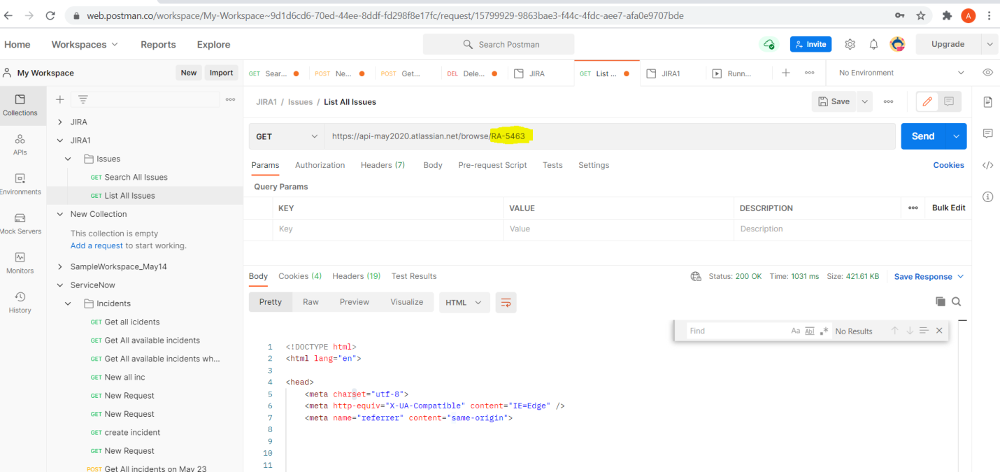 web.postman.co/workspace/My-Workspace~9d1d6cd6-70ed-44ee-8ddf-fd298f8e17fc/request/15799929-9863bae3-f44c-4fdc-aee7-afa0e9707bde
A
Home Workspaces Reports Explore Search Postman Invite Upgrade
My Workspace New Import
GET Sear... POST Ne... POST Get... DEL Dele... JIRA GET List ... JIRA1 Runn... No Environment
Collections
APIs
Environments
Mock Servers
Monitors
History
JIRA
JIRA1
Issues
GET Search All Issues
GET List All Issues
New Collection
This collection is empty
Add a request to start working.
SampleWorkspace_May14
ServiceNow
Incidents
GET Get all icidents
GET Get All available incidents
GET Get All available incidents wh...
GET New all inc
GET New Request
GET New Request
GET create incident
GET New Request
POST Get All incidents on May 23
JIRA1 / Issues / List All Issues Save
GET https://api-may2020.atlassian.net/browse/RA-5463 Send
Params Authorization Headers (7) Body Pre-request Script Tests Settings Cookies
Query Params
KEY VALUE DESCRIPTION Bulk Edit
Key Value Description
Body Cookies (4) Headers (19) Test Results Status: 200 OK Time: 1031 ms Size: 421.61 KB Save Response
Pretty Raw Preview Visualize HTML
Find Aa Abl .* No Results
1 <!DOCTYPE html>
2 <html lang="en">
3
4 <head>
5 <meta charset="utf-8">
6 <meta http-equiv="X-UA-Compatible" content="IE=Edge" />
7 <meta name="referrer" content="same-origin">
8
9
10
11